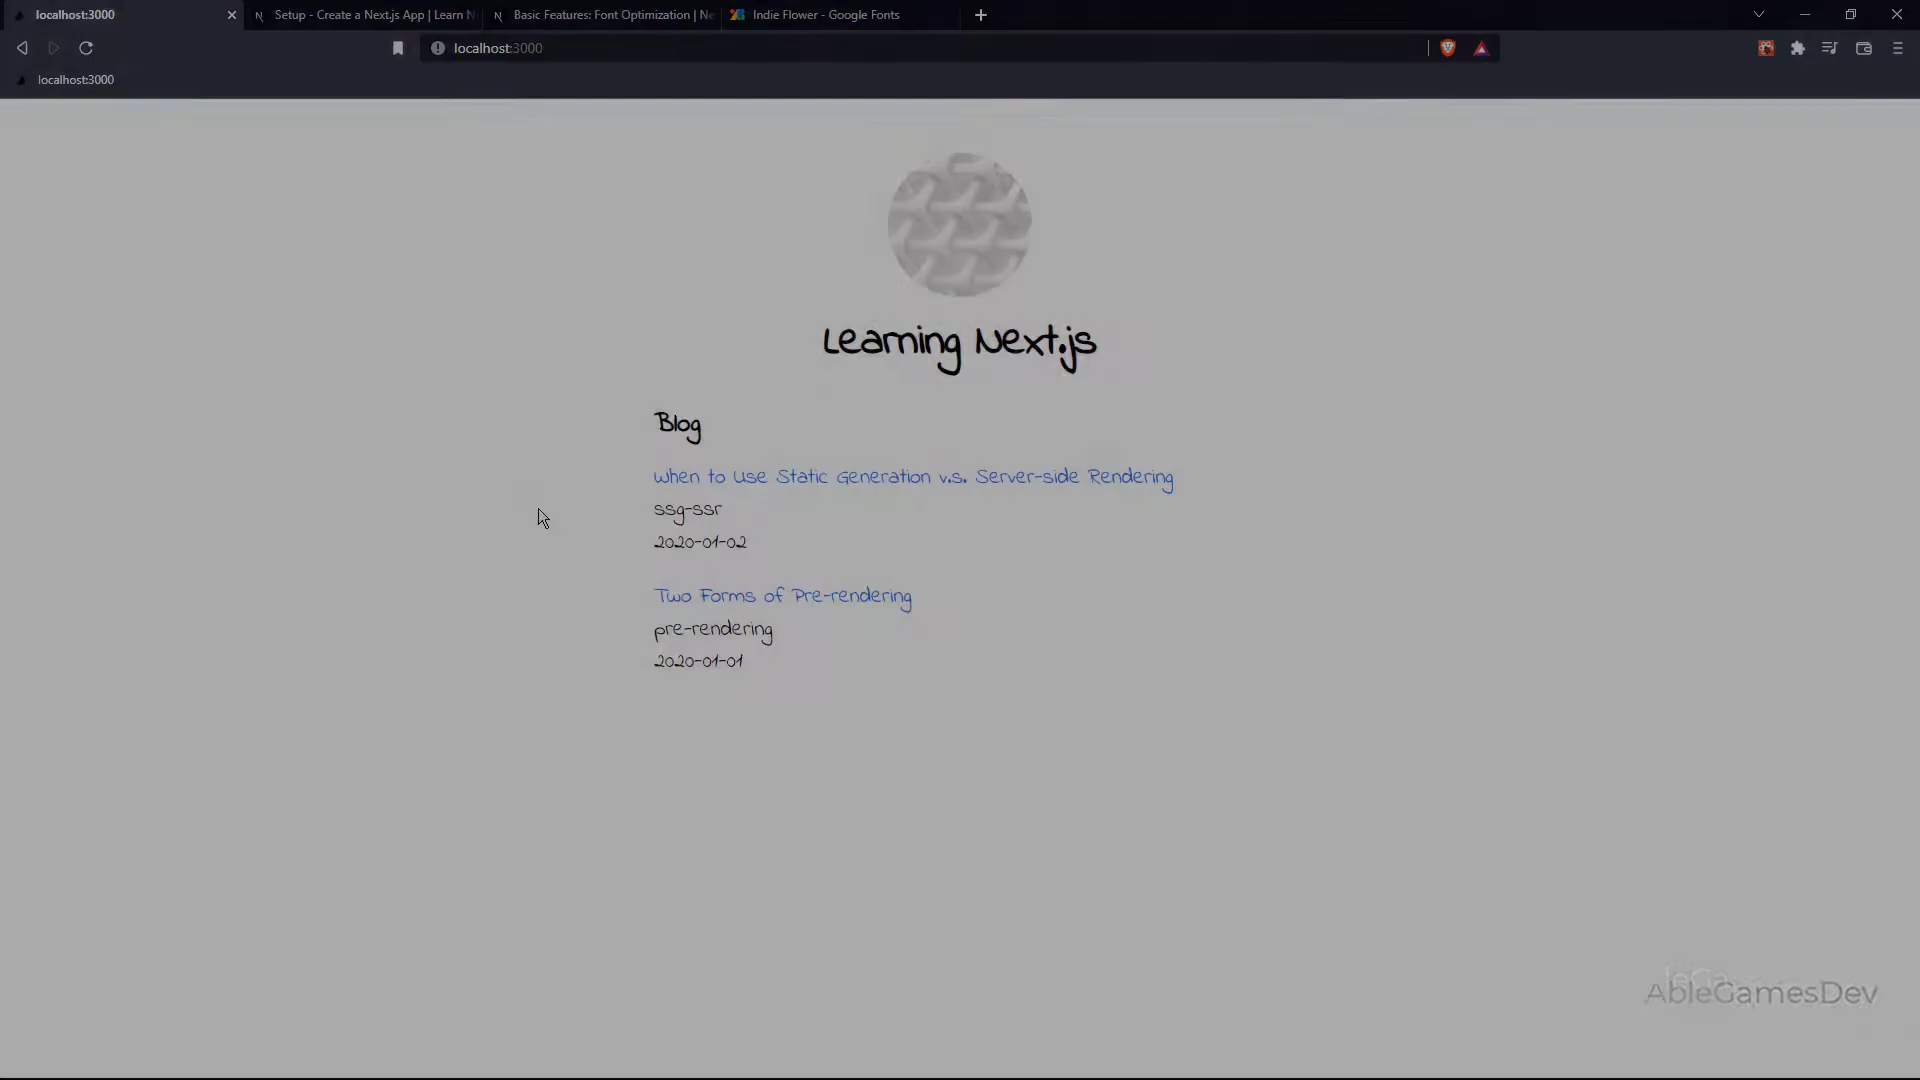 localhost:3000
Setup - Create a Next.js App | Learn N
Basic Features: Font Optimization | Ne
Indie Flower - Google Fonts
localhost:3000
localhost:3000
Learning Next.js
Blog
When to Use Static Generation v.s. Server-side Rendering
ssg-ssr
2020-01-02
Two Forms of Pre-rendering
pre-rendering
2020-01-01
AbleGamesDev